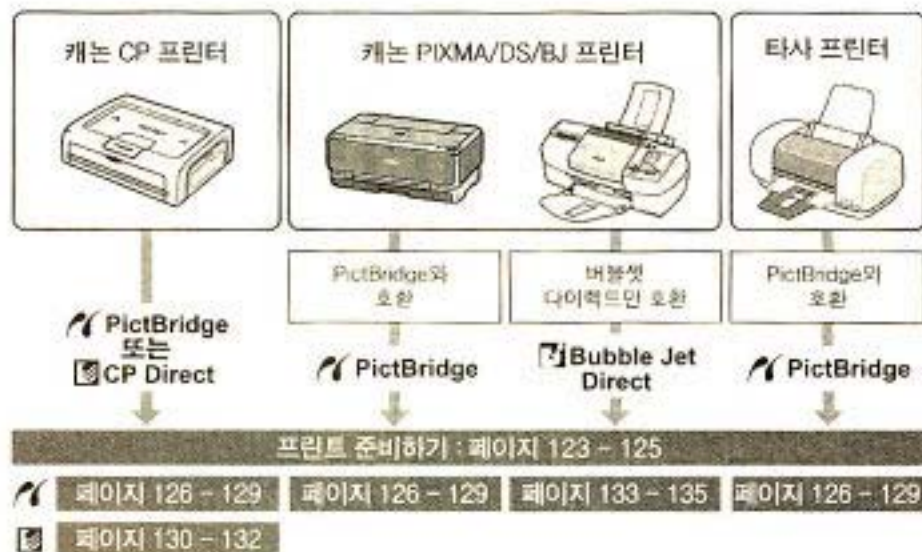 캐논 CP 프린터
캐논 PIXMA/DS/BJ 프린터
타사 프린터
PictBridge와
호환
버블젯
다이렉트만 호환
PictBridge와
호환
PictBridge
또는
CP Direct
PictBridge
Bubble Jet
Direct
PictBridge
프린트 준비하기 : 페이지 123 – 125
페이지 126 – 129
페이지 126 – 129
페이지 133 – 135
페이지 126 – 129
페이지 130 – 132